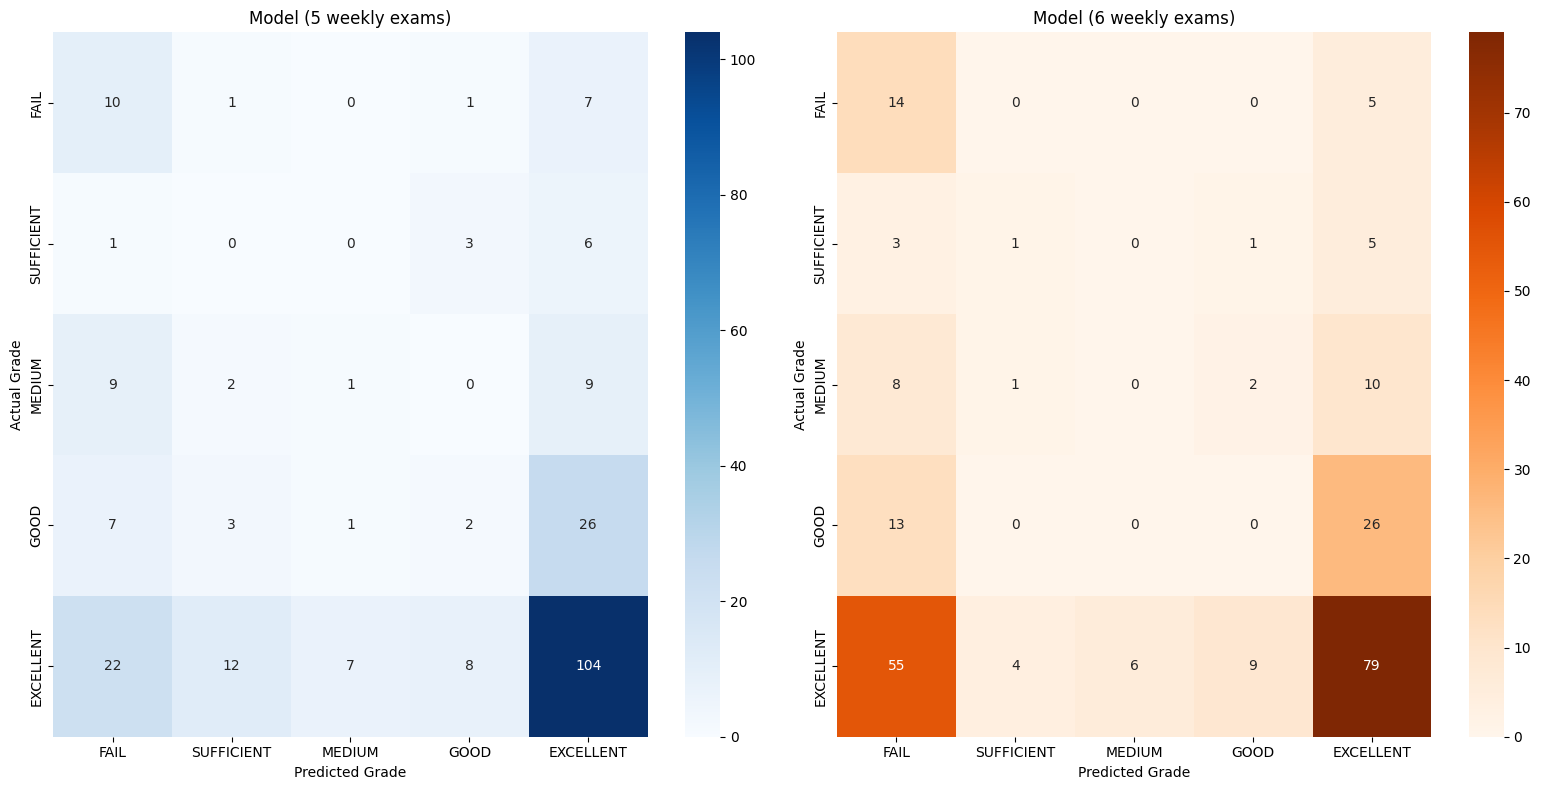 Model (5 weekly exams)
Actual Grade
FAIL
10 1 0 1 7
SUFFICIENT
1 0 0 3 6
MEDIUM
9 2 1 0 9
GOOD
7 3 1 2 26
EXCELLENT
22 12 7 8 104
FAIL SUFFICIENT MEDIUM GOOD EXCELLENT
Predicted Grade
100
80
60
40
20
0
Model (6 weekly exams)
Actual Grade
FAIL
14 0 0 0 5
SUFFICIENT
3 1 0 1 5
MEDIUM
8 1 0 2 10
GOOD
13 0 0 0 26
EXCELLENT
55 4 6 9 79
FAIL SUFFICIENT MEDIUM GOOD EXCELLENT
Predicted Grade
70
60
50
40
30
20
10
0